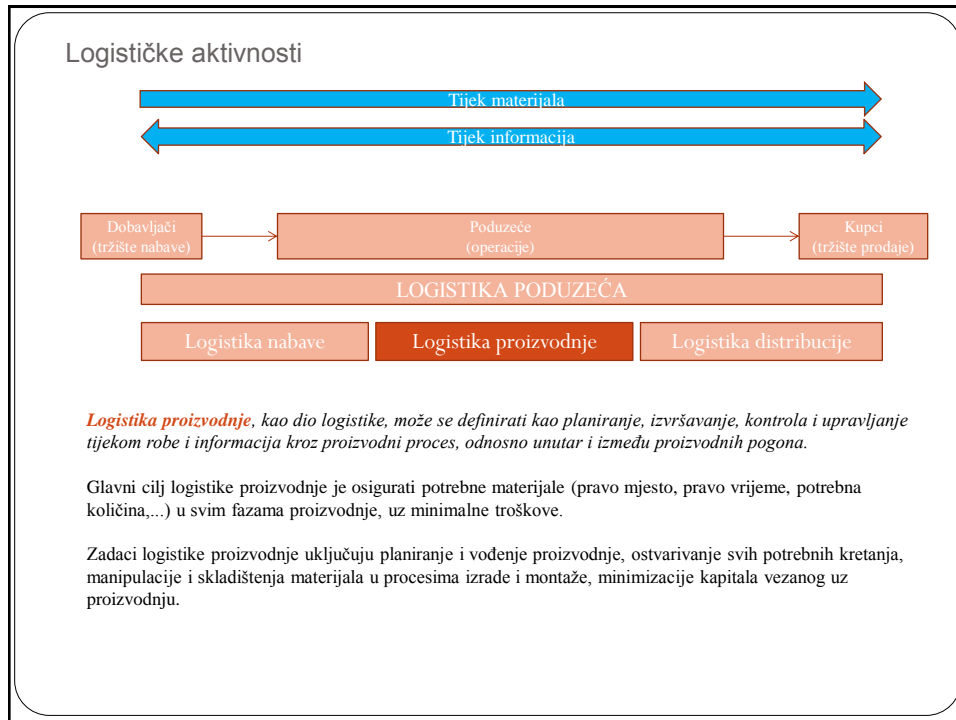 Logističke aktivnosti
Tijek materijala
Tijek informacija
Dobavljači
(tržište nabave)
Poduzeće
(operacije)
Kupci
(tržište prodaje)
LOGISTIKA PODUZEĆA
Logistika nabave
Logistika proizvodnje
Logistika distribucije
Logistika proizvodnje, kao dio logistike, može se definirati kao planiranje, izvršavanje, kontrola i upravljanje
tijekom robe i informacija kroz proizvodni proces, odnosno unutar i između proizvodnih pogona.
Glavni cilj logistike proizvodnje je osigurati potrebne materijale (pravo mjesto, pravo vrijeme, potrebna
količina,...) u svim fazama proizvodnje, uz minimalne troškove.
Zadaci logistike proizvodnje uključuju planiranje i vođenje proizvodnje, ostvarivanje svih potrebnih kretanja,
manipulacije i skladištenja materijala u procesima izrade i montaže, minimizacije kapitala vezanog uz
proizvodnju.